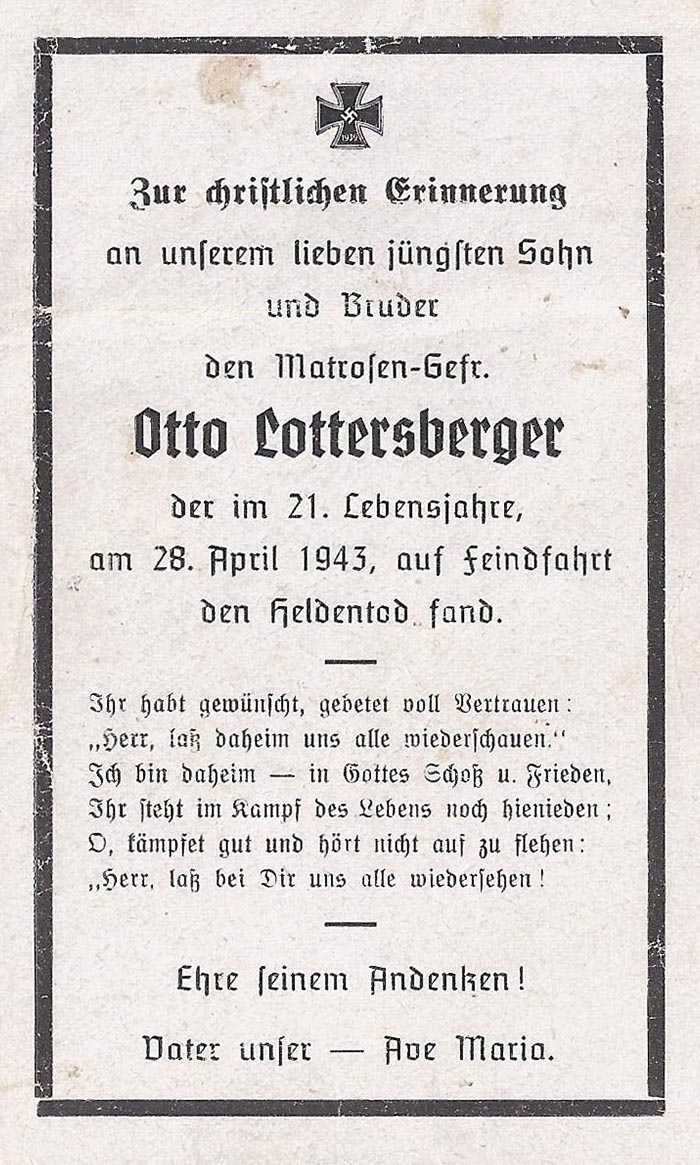 1939
Zur christlichen Erinnerung
an unserem lieben jüngsten Sohn
und Bruder
den Matrosen-Gefr.
Otto Lottersberger
der im 21. Lebensjahre,
am 28. April 1943, auf Feindfahrt
den Heldentod fand.
Ihr habt gewünscht, gebetet voll Vertrauen:
„Herr, laß daheim uns alle wiederschauen.“
Ich bin daheim — in Gottes Schoß u. Frieden,
Ihr steht im Kampf des Lebens noch hienieden;
O, kämpfet gut und hört nicht auf zu flehen:
„Herr, laß bei Dir uns alle wiedersehen!
Ehre seinem Andenken!
Vater unser — Ave Maria.